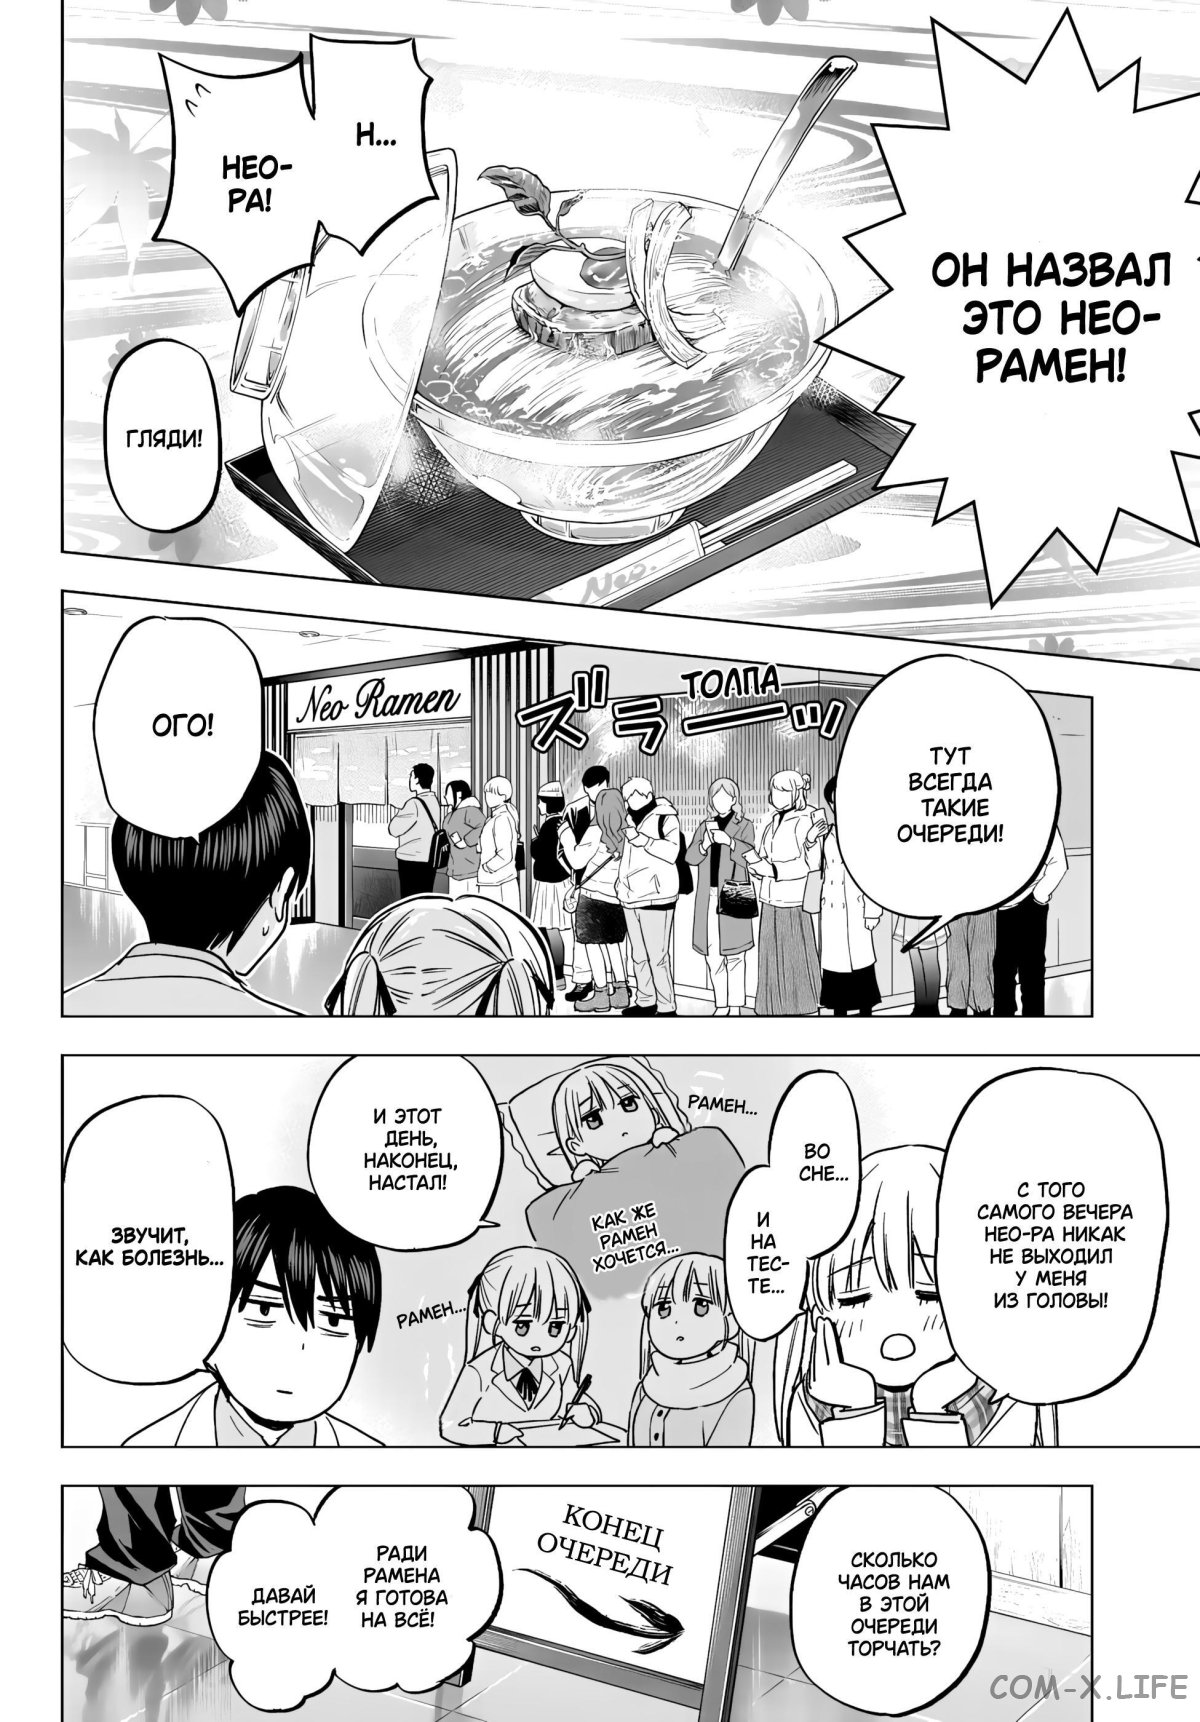 ОН НАЗВАЛ
ЭТО НЕО-
РАМЕН!
Н...
НЕО-
РА!
ГЛЯДИ!
Neo.
ТУТ
ВСЕГДА
ТАКИЕ
ОЧЕРЕДИ!
ТОЛПА
ズラーーッ
Neo Ramen
ОГО!
С ТОГО
САМОГО ВЕЧЕРА
НЕО-РА НИКАК
НЕ ВЫХОДИЛ
У МЕНЯ
ИЗ ГОЛОВЫ!
ВО
СНЕ...
И
НА
ТЕС-
ТЕ...
РАМЕН...
КАК ЖЕ
РАМЕН
ХОЧЕТСЯ...
РАМЕН...
И ЭТОТ
ДЕНЬ,
НАКОНЕЦ,
НАСТАЛ!
ЗВУЧИТ,
КАК БОЛЕЗНЬ...
СКОЛЬКО
ЧАСОВ НАМ
В ЭТОЙ
ОЧЕРЕДИ
ТОРЧАТЬ?
КОНЕЦ
ОЧЕРЕДИ
РАДИ
РАМЕНА
Я ГОТОВА
НА ВСЁ!
ДАВАЙ
БЫСТРЕЕ!
COM-X.LIFE